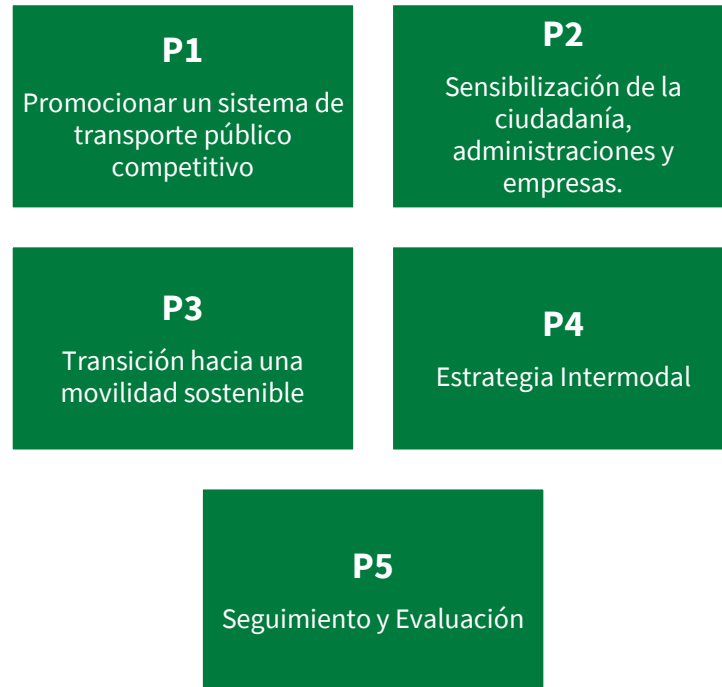 P1
Promocionar un sistema de
transporte público
competitivo
P2
Sensibilización de la
ciudadanía,
administraciones y
empresas.
P3
Transición hacia una
movilidad sostenible
P4
Estrategia Intermodal
P5
Seguimiento y Evaluación